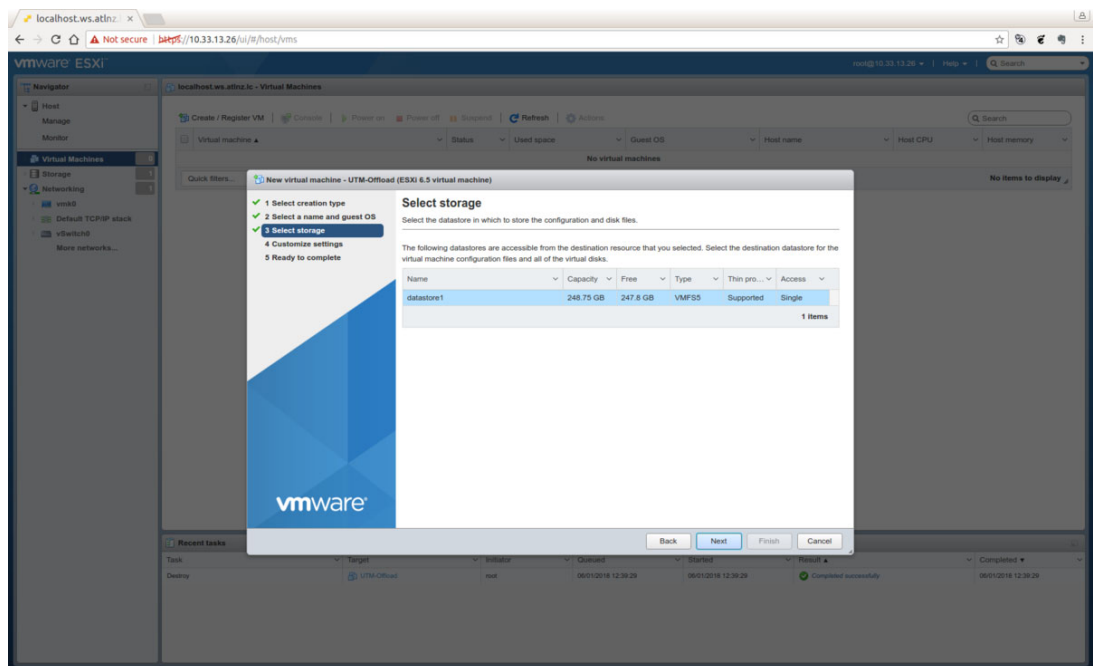 localhost.ws.atlnz.
Not secure https://10.33.13.26/ui/#/host/vms
vmware ESXi
root@10.33.13.26 Help Search
Navigator
localhost.ws.atlnz.lc - Virtual Machines
Host
Manage
Monitor
Virtual Machines 0
Storage 1
Networking 1
vmk0
Default TCP/IP stack
vSwitch0
More networks...
Create / Register VM Console Power on Power off Suspend Refresh Actions Search
Virtual machine Status Used space Guest OS Host name Host CPU Host memory
No virtual machines
Quick filters...
No items to display
New virtual machine - UTM-Offload (ESXi 6.5 virtual machine)
1 Select creation type
2 Select a name and guest OS
3 Select storage
4 Customize settings
5 Ready to complete
Select storage
Select the datastore in which to store the configuration and disk files.
The following datastores are accessible from the destination resource that you selected. Select the destination datastore for the
virtual machine configuration files and all of the virtual disks.
Name Capacity Free Type Thin pro... Access
datastore1 248.75 GB 247.8 GB VMFS5 Supported Single
1 items
vmware
Back Next Finish Cancel
Recent tasks
Task Target Initiator Queued Started Result Completed
Destroy UTM-Offload root 06/01/2018 12:39:29 06/01/2018 12:39:29 Completed successfully 06/01/2018 12:39:29